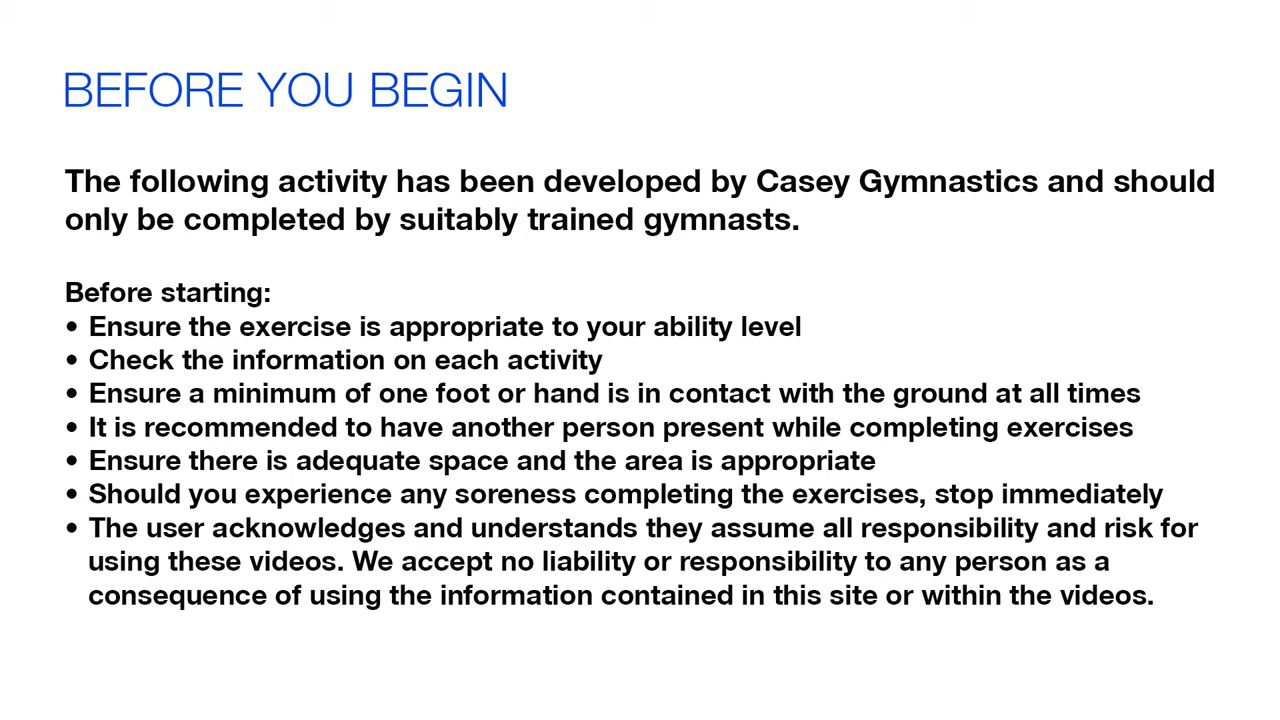 BEFORE YOU BEGIN
The following activity has been developed by Casey Gymnastics and should
only be completed by suitably trained gymnasts.
Before starting:
• Ensure the exercise is appropriate to your ability level
• Check the information on each activity
• Ensure a minimum of one foot or hand is in contact with the ground at all times
• It is recommended to have another person present while completing exercises
• Ensure there is adequate space and the area is appropriate
• Should you experience any soreness completing the exercises, stop immediately
• The user acknowledges and understands they assume all responsibility and risk for
using these videos. We accept no liability or responsibility to any person as a
consequence of using the information contained in this site or within the videos.